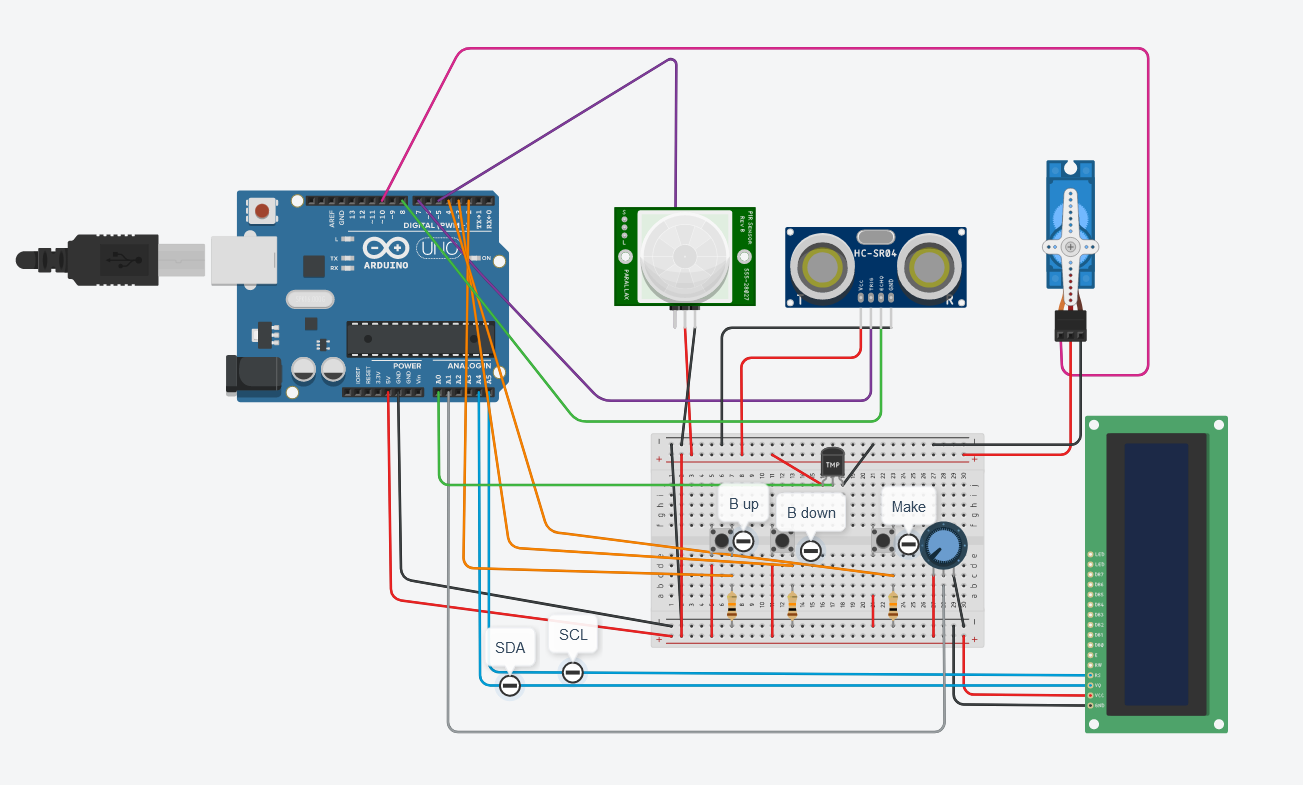 AREF
GND
13
12
~11
~10
~9
8
7
~6
~5
4
~3
2
TX→1
RX←0
DIGITAL (PWM~)
L
TX
RX
ARDUINO
UNO
ON
IOREF
RESET
3.3V
5V
GND
GND
Vin
POWER
ANALOG IN
A0
A1
A2
A3
A4
A5
PIR SENSOR
Rev B
555-28027
PARALLAX
HC-SR04
Vcc
TRIG
ECHO
GND
T
R
TMP
B up
B down
Make
SDA
SCL
LED
LED
DB7
DB6
DB5
DB4
DB3
DB2
DB1
DB0
E
RW
RS
V0
VCC
GND